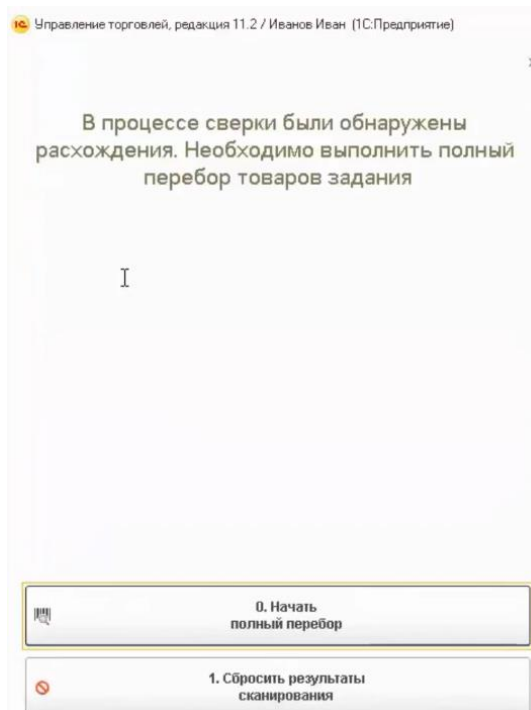 1С Управление торговлей, редакция 11.2 / Иванов Иван (1С:Предприятие)
В процессе сверки были обнаружены
расхождения. Необходимо выполнить полный
перебор товаров задания
0. Начать
полный перебор
1. Сбросить результаты
сканирования